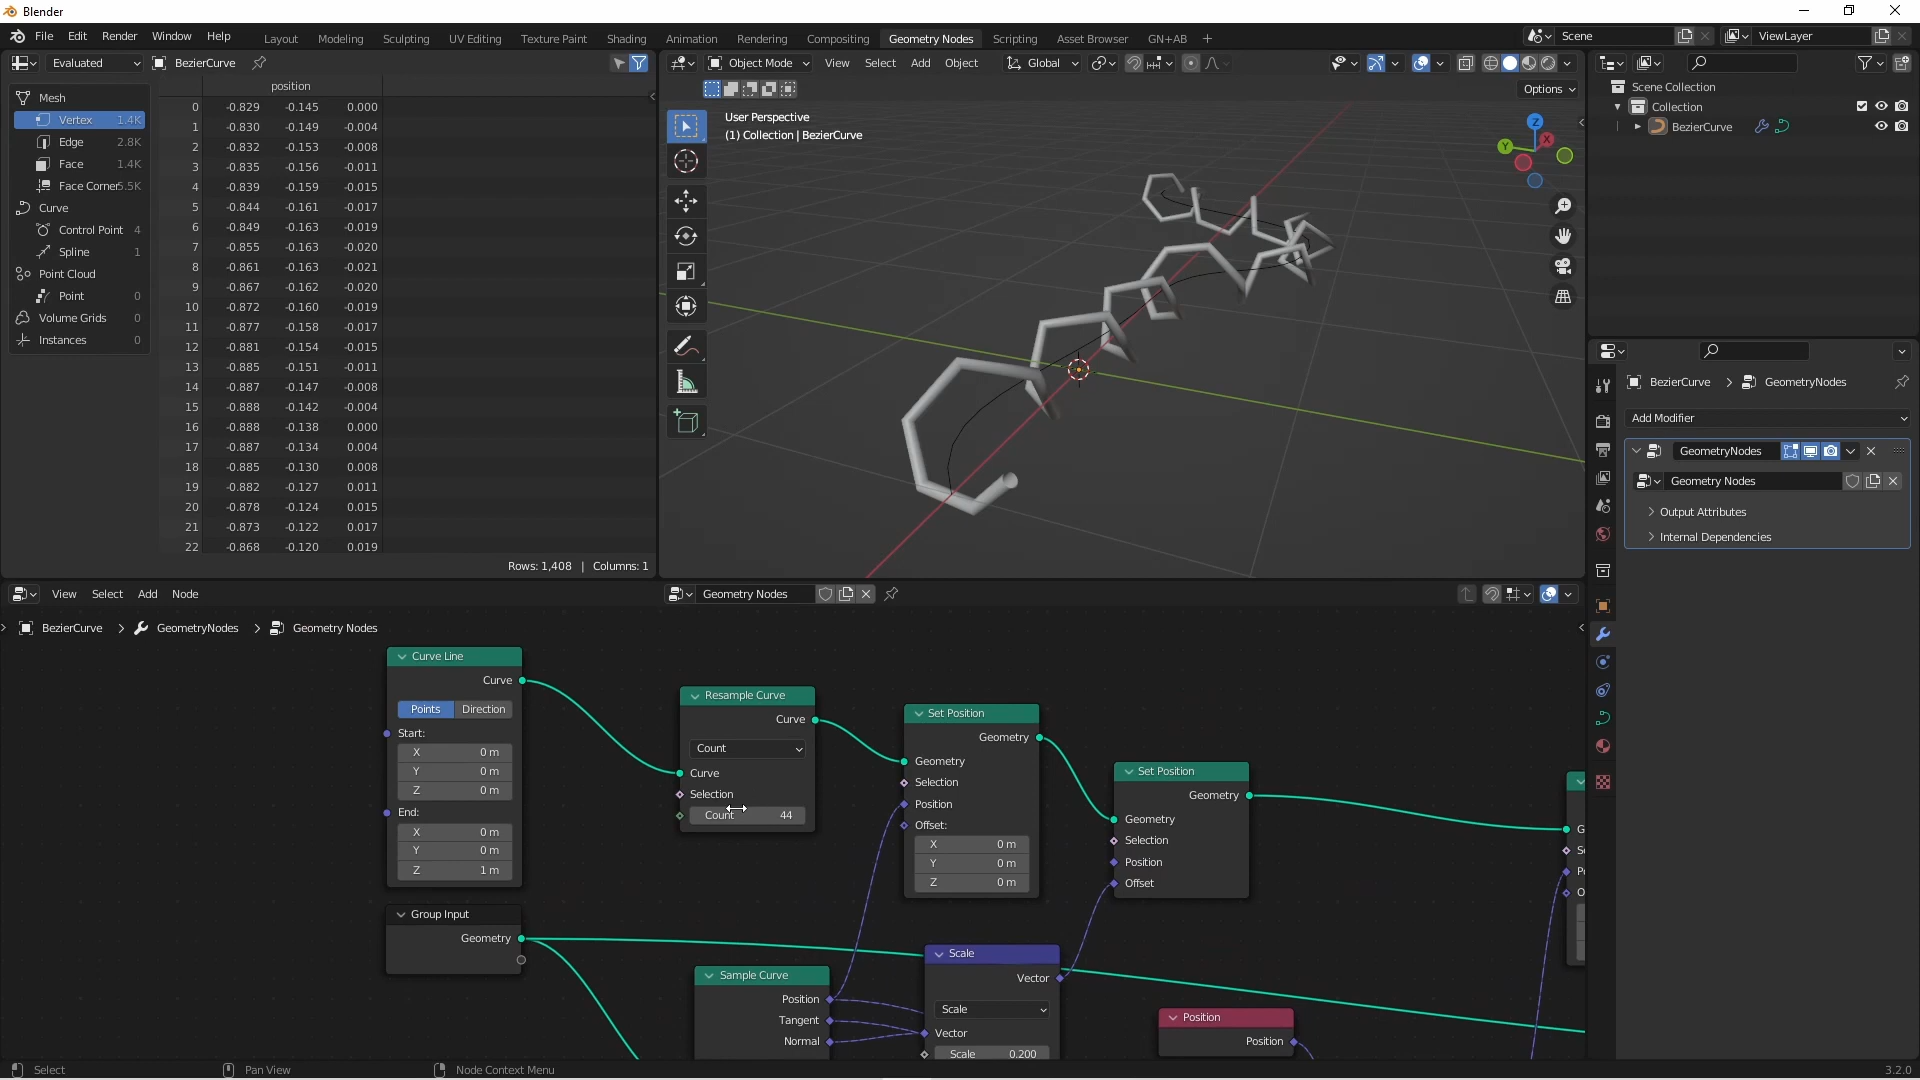 Blender
File Edit Render Window Help
Layout Modeling Sculpting UV Editing Texture Paint Shading Animation Rendering Compositing Geometry Nodes Scripting Asset Browser GN+AB +
Scene
ViewLayer
Evaluated BezierCurve
position
Mesh
Vertex 1.4K
Edge 2.8K
Face 1.4K
Face Corner 5.5K
Curve
Control Point 4
Spline 1
Point Cloud
Point 0
Volume Grids 0
Instances 0
0 -0.829 -0.145 0.000
1 -0.830 -0.149 -0.004
2 -0.832 -0.153 -0.008
3 -0.835 -0.156 -0.011
4 -0.839 -0.159 -0.015
5 -0.844 -0.161 -0.017
6 -0.849 -0.163 -0.019
7 -0.855 -0.163 -0.020
8 -0.861 -0.163 -0.021
9 -0.867 -0.162 -0.020
10 -0.872 -0.160 -0.019
11 -0.877 -0.158 -0.017
12 -0.881 -0.154 -0.015
13 -0.885 -0.151 -0.011
14 -0.887 -0.147 -0.008
15 -0.888 -0.142 -0.004
16 -0.888 -0.138 0.000
17 -0.887 -0.134 0.004
18 -0.885 -0.130 0.008
19 -0.882 -0.127 0.011
20 -0.878 -0.124 0.015
21 -0.873 -0.122 0.017
22 -0.868 -0.120 0.019
Rows: 1,408 | Columns: 1
Object Mode View Select Add Object Global
Options
User Perspective
(1) Collection | BezierCurve
Z
X
Y
Scene Collection
Collection
BezierCurve
BezierCurve > GeometryNodes
Add Modifier
GeometryNodes
Geometry Nodes
Output Attributes
Internal Dependencies
View Select Add Node
Geometry Nodes
BezierCurve > GeometryNodes > Geometry Nodes
Curve Line
Curve
Points Direction
Start:
X 0 m
Y 0 m
Z 0 m
End:
X 0 m
Y 0 m
Z 1 m
Group Input
Geometry
Resample Curve
Curve
Count
Curve
Selection
Count 44
Set Position
Geometry
Geometry
Selection
Position
Offset:
X 0 m
Y 0 m
Z 0 m
Set Position
Geometry
Geometry
Selection
Position
Offset
Sample Curve
Position
Tangent
Normal
Scale
Vector
Scale
Vector
Scale 0.200
Position
Position
Select
Pan View
Node Context Menu
3.2.0